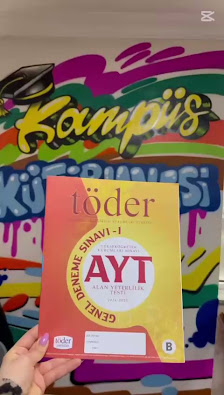 Kampüs
KÜTÜPHANESİ
töder
GENEL DENEME SINAVI - I
AYT
ALAN YETERLİLİK
TESTİ
töder
B